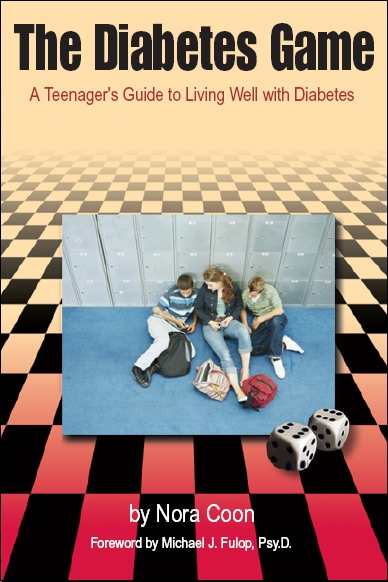 The Diabetes Game
A Teenager's Guide to Living Well with Diabetes
by Nora Coon
Foreword by Michael J. Fulop, Psy.D.